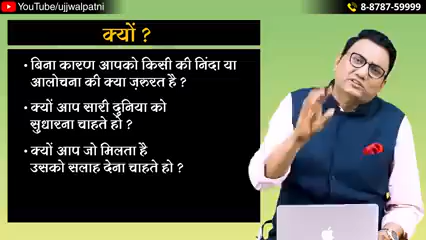 YouTube/ujjwalpatni
8-8787-59999
क्यों ?
• बिना कारण आपको किसी की निंदा या
आलोचना की क्या ज़रुरत है ?
• क्यों आप सारी दुनिया को
सुधारना चाहते हो ?
• क्यों आप जो मिलता है
उसको सलाह देना चाहते हो ?